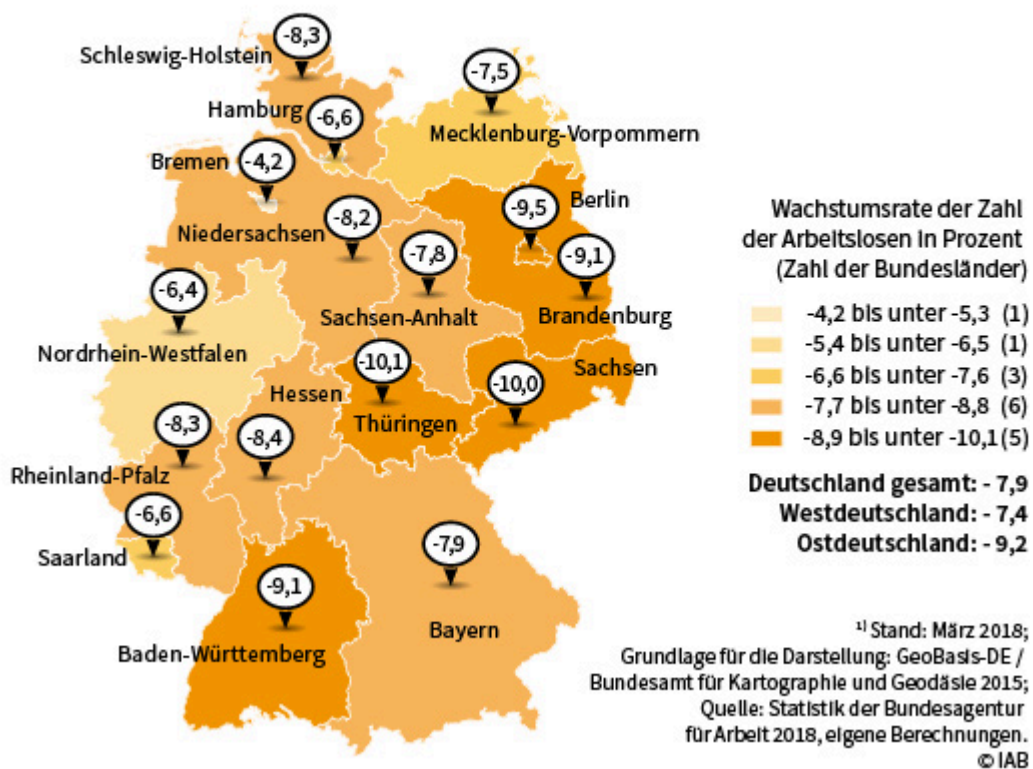 -8,3
Schleswig-Holstein
-7,5
Hamburg
-6,6
Mecklenburg-Vorpommern
Bremen
-4,2
-9,5
Berlin
Niedersachsen
-8,2
-7,8
-9,1
-6,4
Sachsen-Anhalt
Brandenburg
Nordrhein-Westfalen
-10,1
Sachsen
Hessen
-10,0
Thüringen
-8,3
-8,4
Rheinland-Pfalz
-6,6
Saarland
-7,9
-9,1
Bayern
Baden-Württemberg
Wachstumsrate der Zahl
der Arbeitslosen in Prozent
(Zahl der Bundesländer)
-4,2 bis unter -5,3 (1)
-5,4 bis unter -6,5 (1)
-6,6 bis unter -7,6 (3)
-7,7 bis unter -8,8 (6)
-8,9 bis unter -10,1 (5)
Deutschland gesamt: - 7,9
Westdeutschland: - 7,4
Ostdeutschland: - 9,2
¹⁾ Stand: März 2018;
Grundlage für die Darstellung: GeoBasis-DE /
Bundesamt für Kartographie und Geodäsie 2015;
Quelle: Statistik der Bundesagentur
für Arbeit 2018, eigene Berechnungen.
© IAB